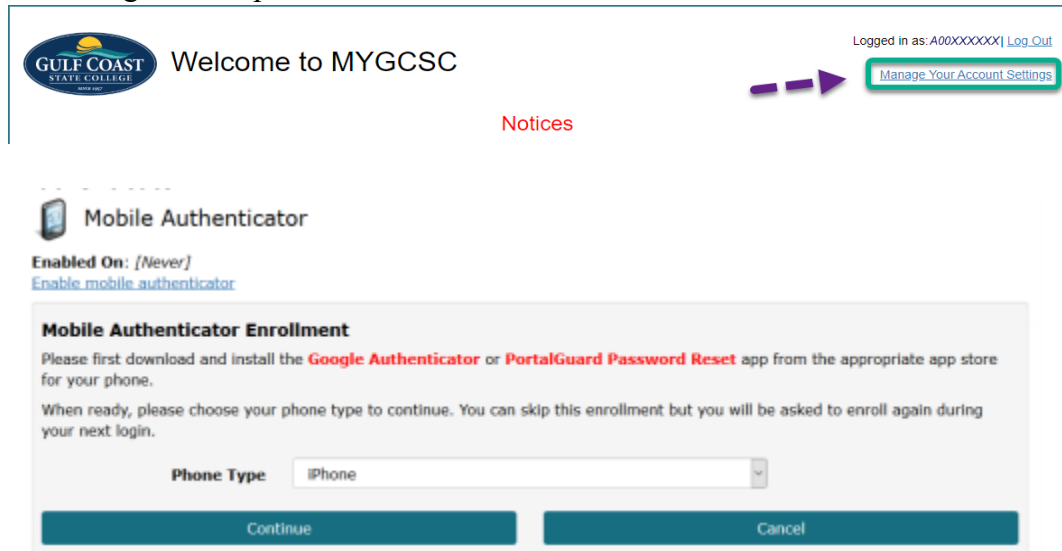 GULF COAST
STATE COLLEGE
Welcome to MYGCSC
Logged in as: A00XXXXXX| Log Out
Manage Your Account Settings
Notices
Mobile Authenticator
Enabled On: [Never]
Enable mobile authenticator
Mobile Authenticator Enrollment
Please first download and install the Google Authenticator or PortalGuard Password Reset app from the appropriate app store
for your phone.
When ready, please choose your phone type to continue. You can skip this enrollment but you will be asked to enroll again during
your next login.
Phone Type iPhone
Continue Cancel